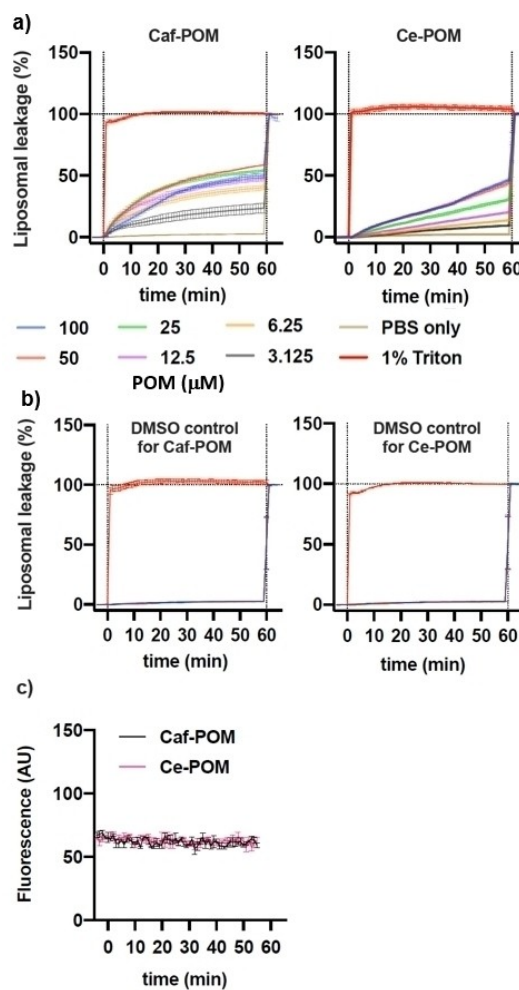 a)
Caf-POM
Ce-POM
Liposomal leakage (%)
150
100
50
0
0 10 20 30 40 50 60
time (min)
150
100
50
0
0 10 20 30 40 50 60
time (min)
100 25 6.25 PBS only
50 12.5 3.125 1% Triton
POM (μM)
b)
DMSO control
for Caf-POM
DMSO control
for Ce-POM
Liposomal leakage (%)
150
100
50
0
0 10 20 30 40 50 60
time (min)
150
100
50
0
0 10 20 30 40 50 60
time (min)
c)
Caf-POM
Ce-POM
Fluorescence (AU)
150
100
50
0
0 10 20 30 40 50 60
time (min)